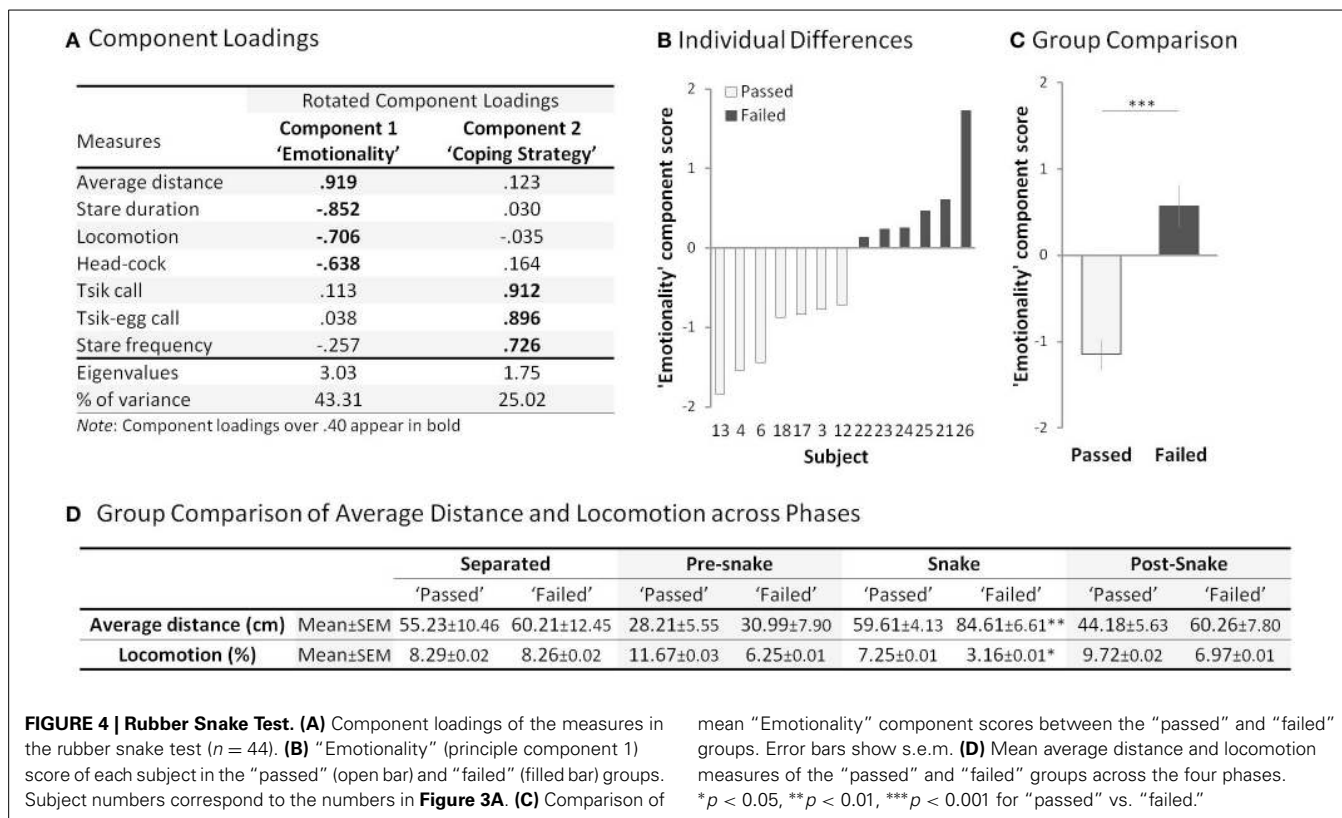 A Component Loadings
Rotated Component Loadings
Measures
Component 1 'Emotionality'
Component 2 'Coping Strategy'
Average distance .919 .123
Stare duration -.852 .030
Locomotion -.706 -.035
Head-cock -.638 .164
Tsik call .113 .912
Tsik-egg call .038 .896
Stare frequency -.257 .726
Eigenvalues 3.03 1.75
% of variance 43.31 25.02
Note: Component loadings over .40 appear in bold
B Individual Differences
'Emotionality' component score
2
1
0
-1
-2
Passed
Failed
13 4 6 18 17 3 12 22 23 24 25 21 26
Subject
C Group Comparison
'Emotionality' component score
2
1
0
-1
-2
***
Passed Failed
D Group Comparison of Average Distance and Locomotion across Phases
Separated Pre-snake Snake Post-Snake
'Passed' 'Failed' 'Passed' 'Failed' 'Passed' 'Failed' 'Passed' 'Failed'
Average distance (cm) Mean±SEM 55.23±10.46 60.21±12.45 28.21±5.55 30.99±7.90 59.61±4.13 84.61±6.61** 44.18±5.63 60.26±7.80
Locomotion (%) Mean±SEM 8.29±0.02 8.26±0.02 11.67±0.03 6.25±0.01 7.25±0.01 3.16±0.01* 9.72±0.02 6.97±0.01
FIGURE 4 | Rubber Snake Test. (A) Component loadings of the measures in
the rubber snake test (n = 44). (B) "Emotionality" (principle component 1)
score of each subject in the "passed" (open bar) and "failed" (filled bar) groups.
Subject numbers correspond to the numbers in Figure 3A. (C) Comparison of
mean "Emotionality" component scores between the "passed" and "failed"
groups. Error bars show s.e.m. (D) Mean average distance and locomotion
measures of the "passed" and "failed" groups across the four phases.
*p < 0.05, **p < 0.01, ***p < 0.001 for "passed" vs. "failed."